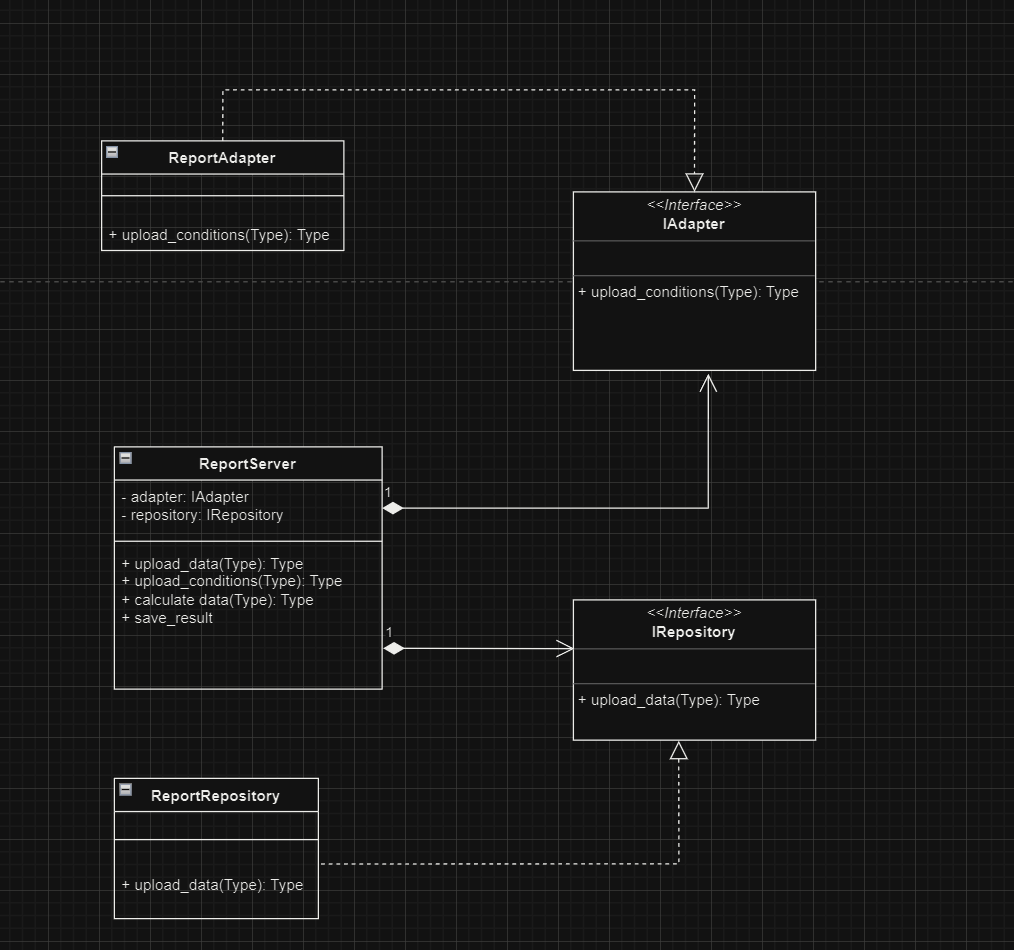 ReportAdapter
+ upload_conditions(Type): Type
<<Interface>>
IAdapter
+ upload_conditions(Type): Type
ReportServer
- adapter: IAdapter
- repository: IRepository
+ upload_data(Type): Type
+ upload_conditions(Type): Type
+ calculate data(Type): Type
+ save_result
1
1
<<Interface>>
IRepository
+ upload_data(Type): Type
ReportRepository
+ upload_data(Type): Type